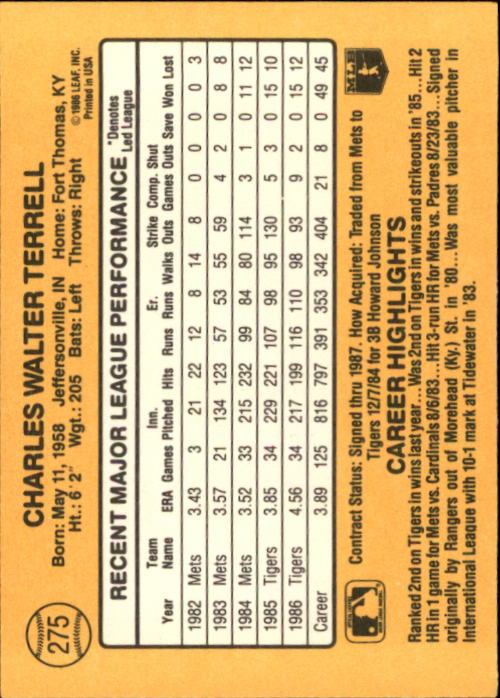 275
CHARLES WALTER TERRELL
Born: May 11, 1958 Jeffersonville, IN Home: Fort Thomas, KY
Ht.: 6' 2" Wgt.: 205 Bats: Left Throws: Right
© 1986 LEAF, INC.
Printed in USA
RECENT MAJOR LEAGUE PERFORMANCE
*Denotes
Led League
Team Inn. Er. Strike Comp. Shut
Year Name ERA Games Pitched Hits Runs Runs Walks Outs Games Outs Save Won Lost
1982 Mets 3.43 3 21 22 12 8 14 8 0 0 0 0 3
1983 Mets 3.57 21 134 123 57 53 55 59 4 2 0 8 8
1984 Mets 3.52 33 215 232 99 84 80 114 3 1 0 11 12
1985 Tigers 3.85 34 229 221 107 98 95 130 5 3 0 15 10
1986 Tigers 4.56 34 217 199 116 110 98 93 9 2 0 15 12
Career 3.89 125 816 797 391 353 342 404 21 8 0 49 45
Contract Status: Signed thru 1987. How Acquired: Traded from Mets to
Tigers 12/7/84 for 3B Howard Johnson
MLB
CAREER HIGHLIGHTS
Ranked 2nd on Tigers in wins last year... Was 2nd on Tigers in wins and strikeouts in '85... Hit 2
HR in 1 game for Mets vs. Cardinals 8/6/83... Hit 3-run HR for Mets vs. Padres 8/23/83... Signed
originally by Rangers out of Morehead (Ky.) St. in '80... Was most valuable pitcher in
International League with 10-1 mark at Tidewater in '83.